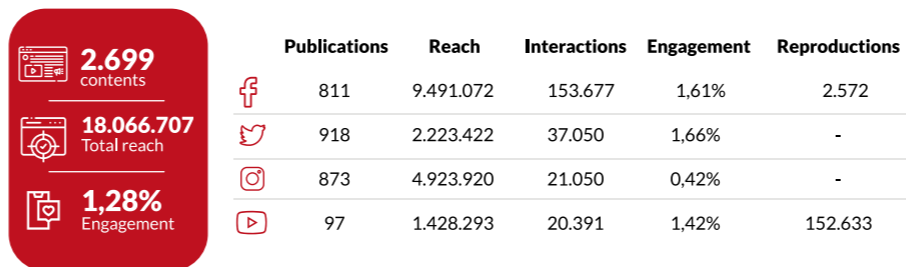 2.699
contents
18.066.707
Total reach
1,28%
Engagement
Publications Reach Interactions Engagement Reproductions
811 9.491.072 153.677 1,61% 2.572
918 2.223.422 37.050 1,66% -
873 4.923.920 21.050 0,42% -
97 1.428.293 20.391 1,42% 152.633